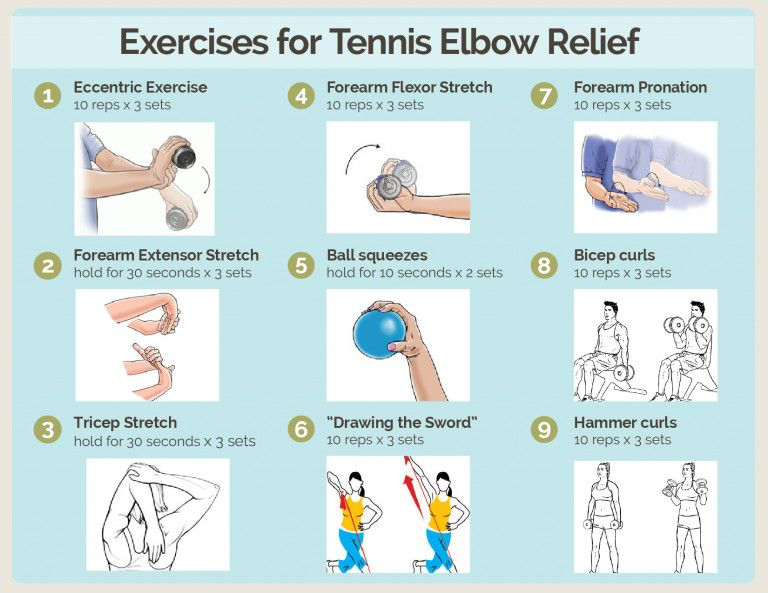 Exercises for Tennis Elbow Relief
1
Eccentric Exercise
10 reps x 3 sets
2
Forearm Extensor Stretch
hold for 30 seconds x 3 sets
3
Tricep Stretch
hold for 30 seconds x 3 sets
4
Forearm Flexor Stretch
10 reps x 3 sets
5
Ball squeezes
hold for 10 seconds x 2 sets
6
“Drawing the Sword”
10 reps x 3 sets
7
Forearm Pronation
10 reps x 3 sets
8
Bicep curls
10 reps x 3 sets
9
Hammer curls
10 reps x 3 sets